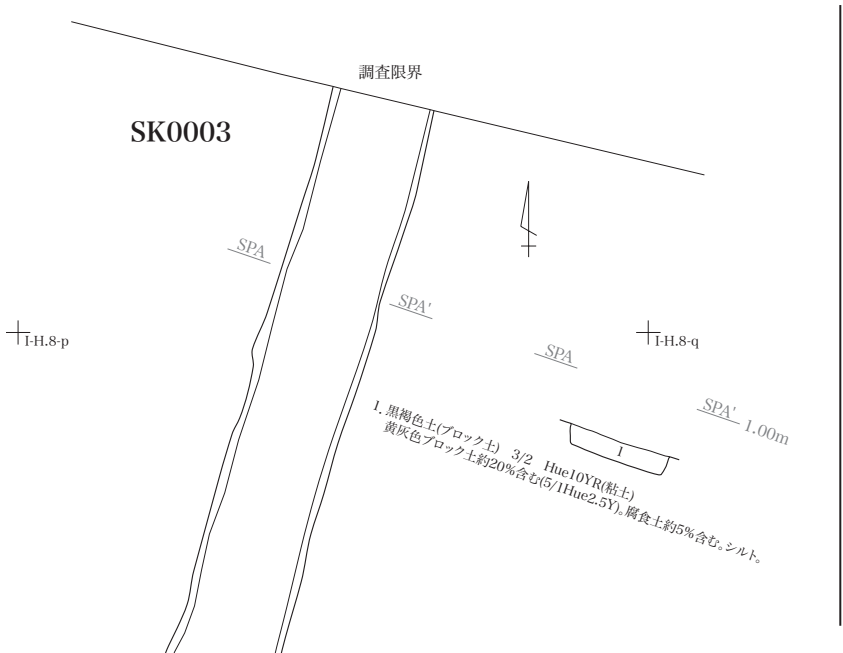 調査限界
SK0003
SPA
SPA'
I-H.8-p
I-H.8-q
SPA
SPA' 1.00m
1
1. 黒褐色土(ブロック土) 3/2 Hue10YR(粘土)
黄灰色ブロック土約20%含む(5/1Hue2.5Y)。腐食土約5%含む。シルト。